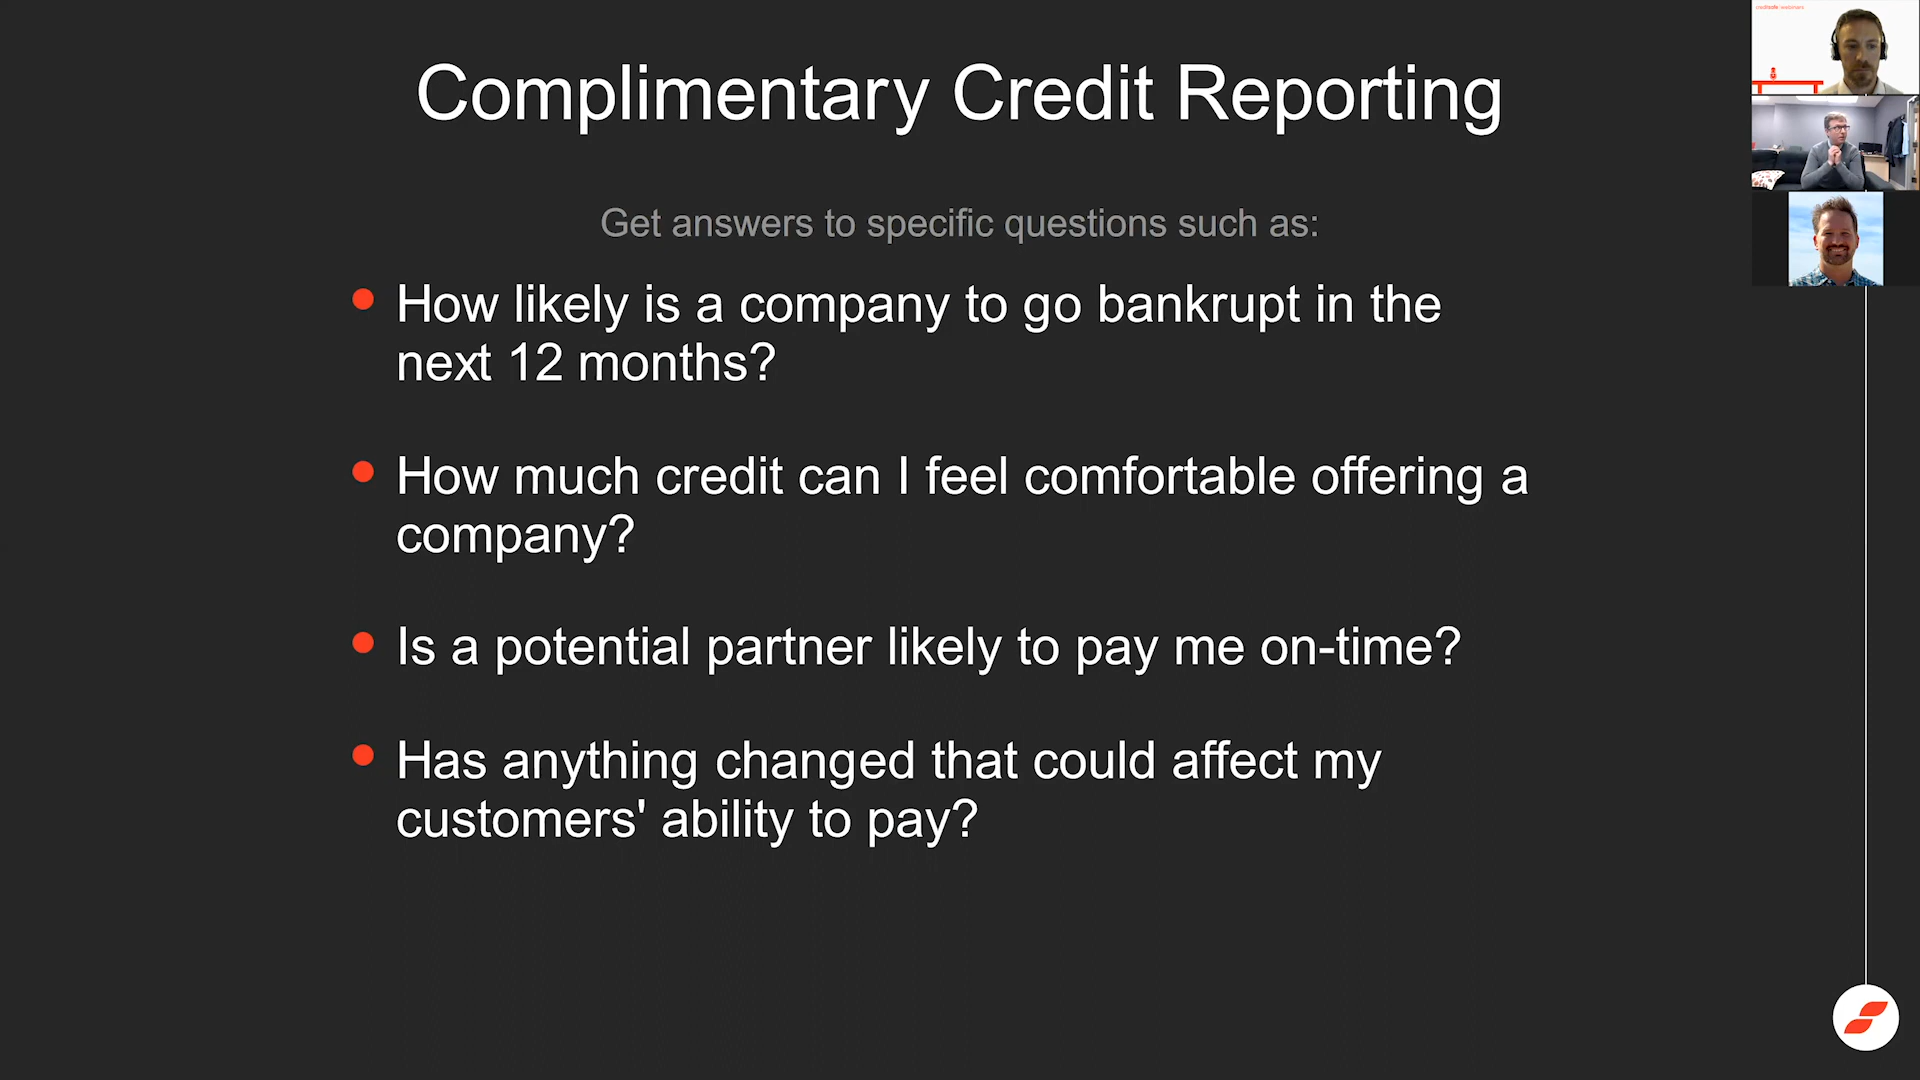 Complimentary Credit Reporting
Get answers to specific questions such as:
How likely is a company to go bankrupt in the
next 12 months?
How much credit can I feel comfortable offering a
company?
Is a potential partner likely to pay me on-time?
Has anything changed that could affect my
customers' ability to pay?
creditsafe webinars